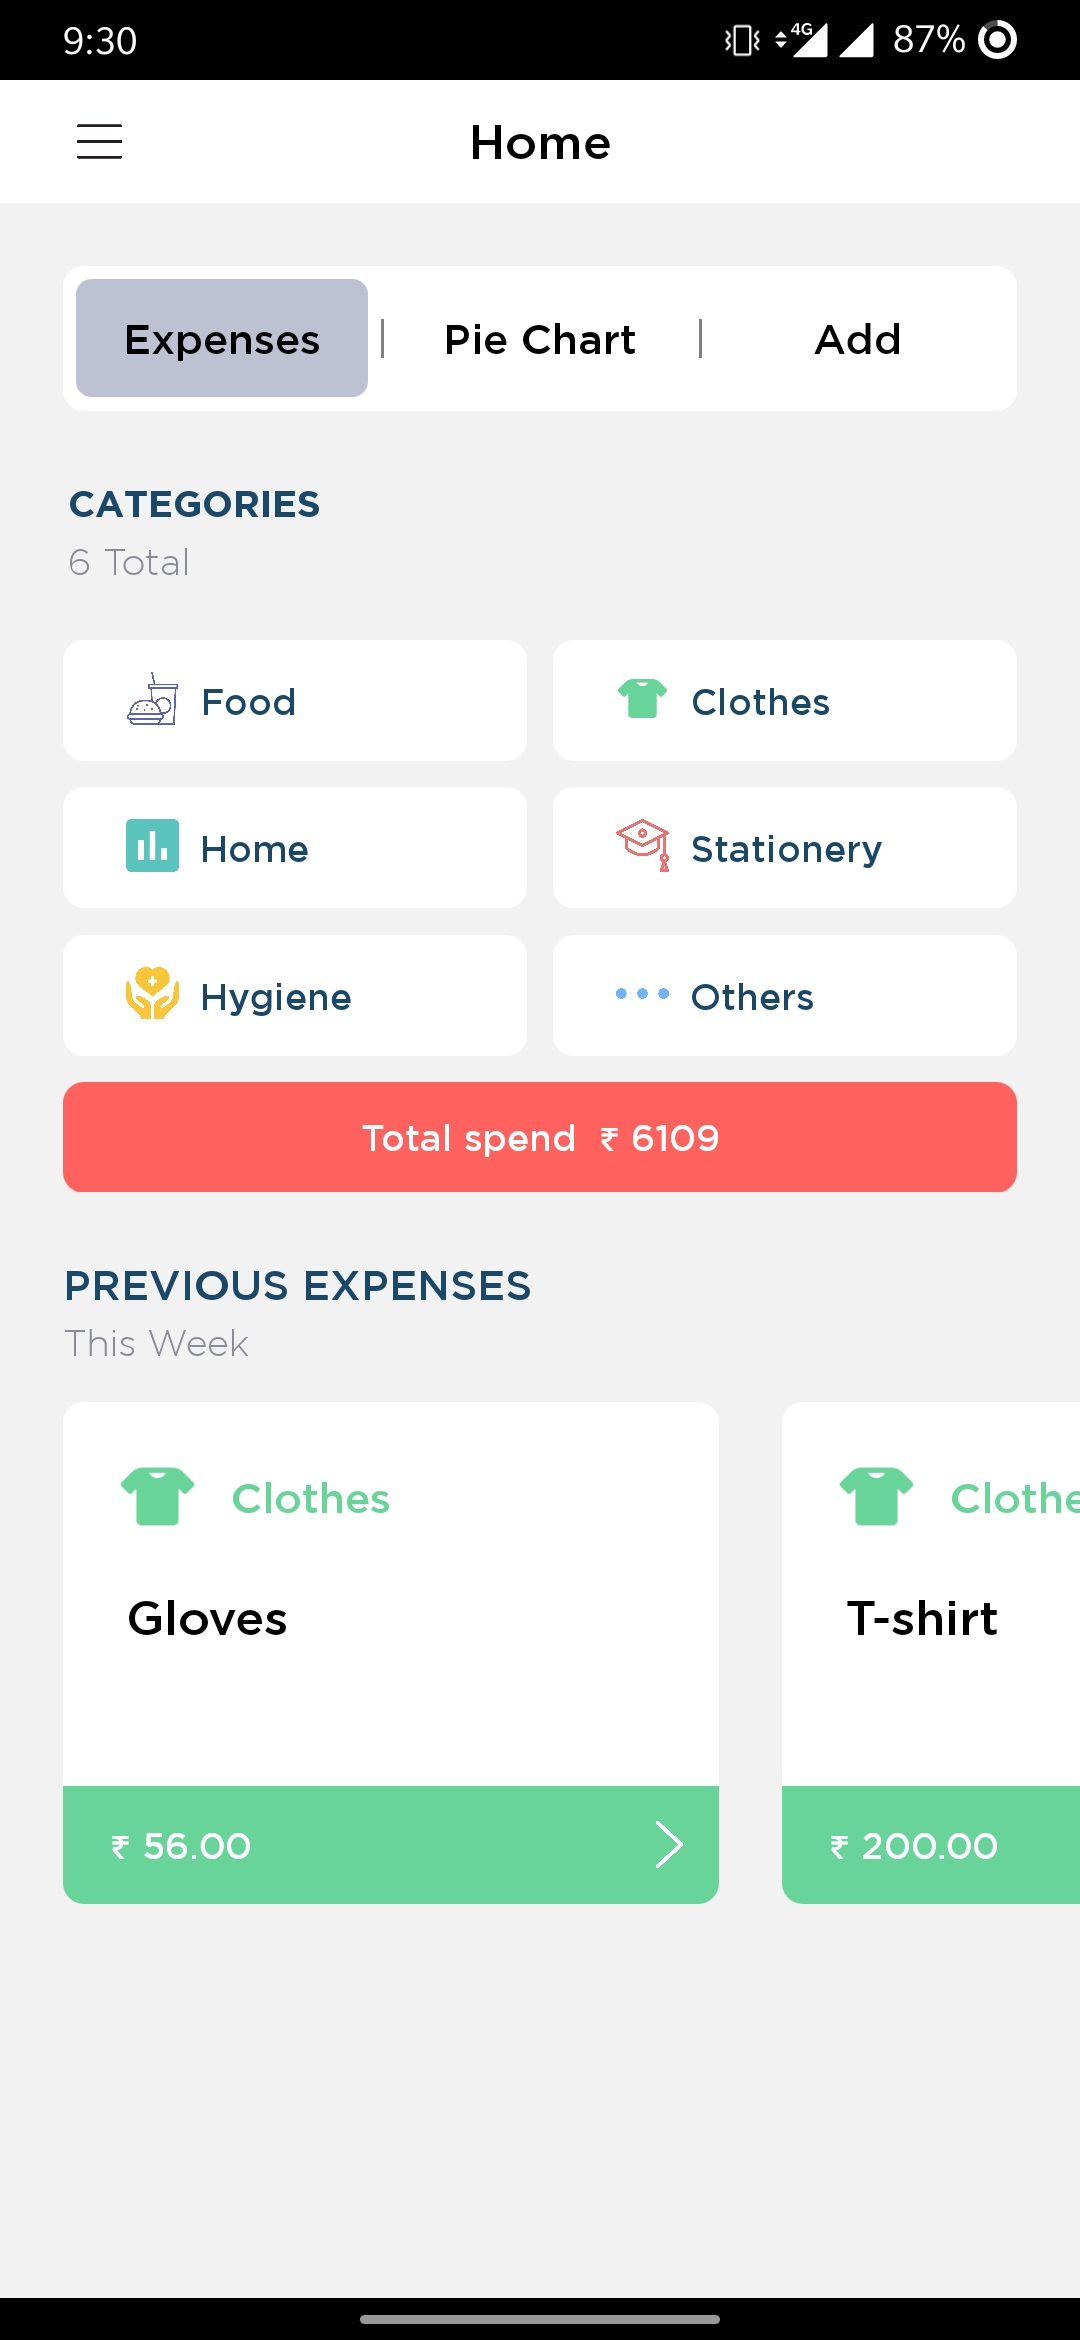 9:30 4G 87%
Home
Expenses | Pie Chart | Add
CATEGORIES
6 Total
Food Clothes
Home Stationery
Hygiene Others
Total spend ₹ 6109
PREVIOUS EXPENSES
This Week
Clothes Clothe
Gloves T-shirt
₹ 56.00 ₹ 200.00